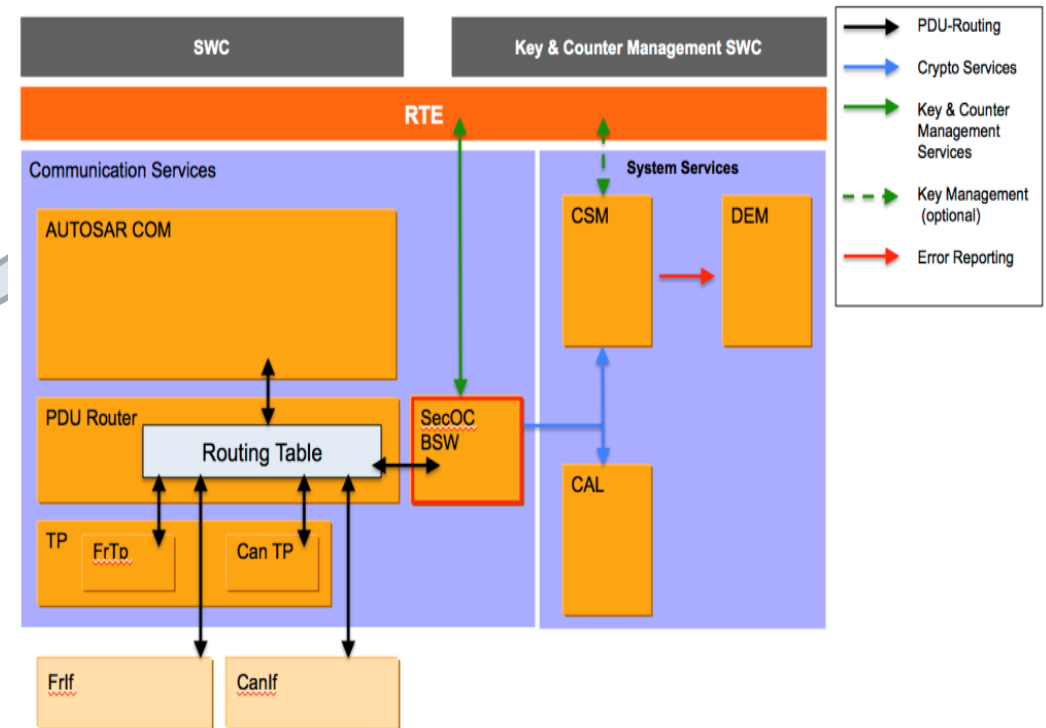 SWC
Key & Counter Management SWC
RTE
Communication Services
System Services
AUTOSAR COM
CSM
DEM
PDU Router
Routing Table
SecOC
BSW
CAL
TP
FrTp
Can TP
FrIf
CanIf
PDU-Routing
Crypto Services
Key & Counter
Management
Services
Key Management
(optional)
Error Reporting